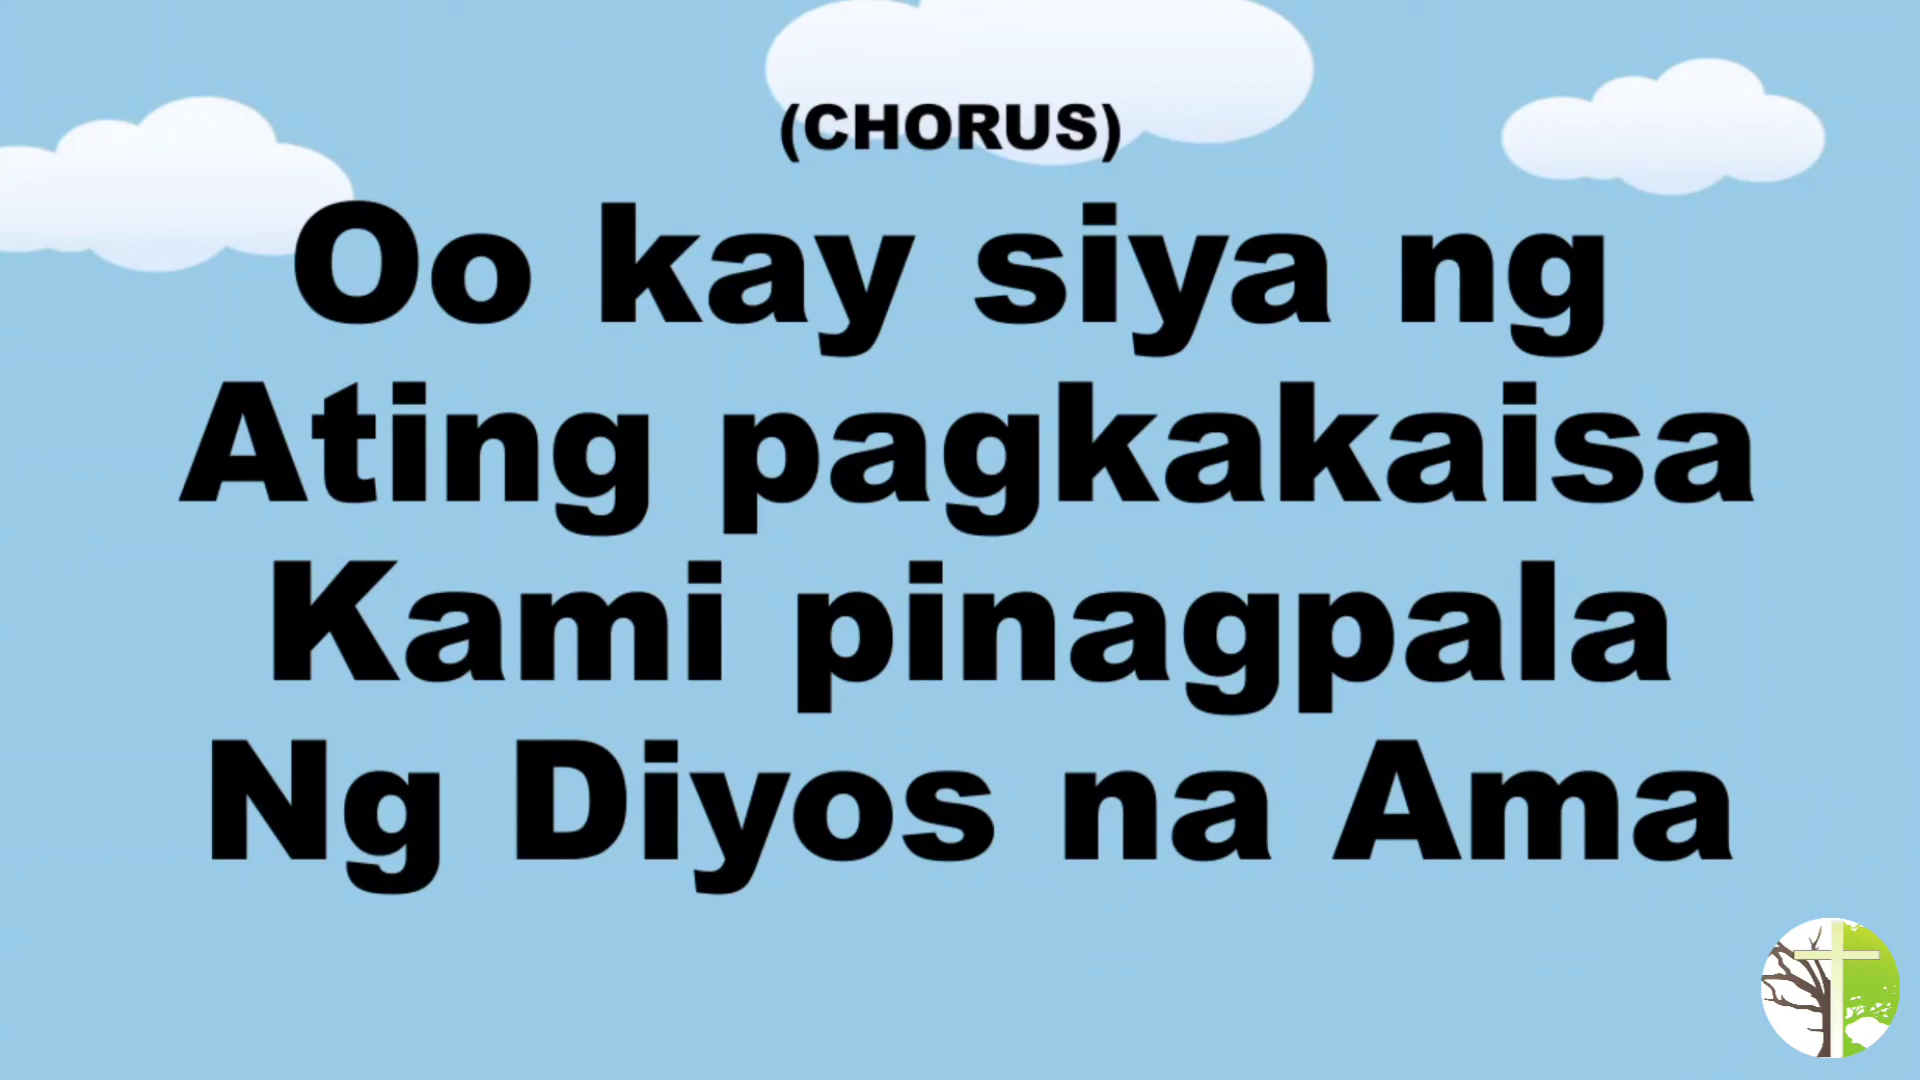 (CHORUS)
Oo kay siya ng
Ating pagkakaisa
Kami pinagpala
Ng Diyos na Ama